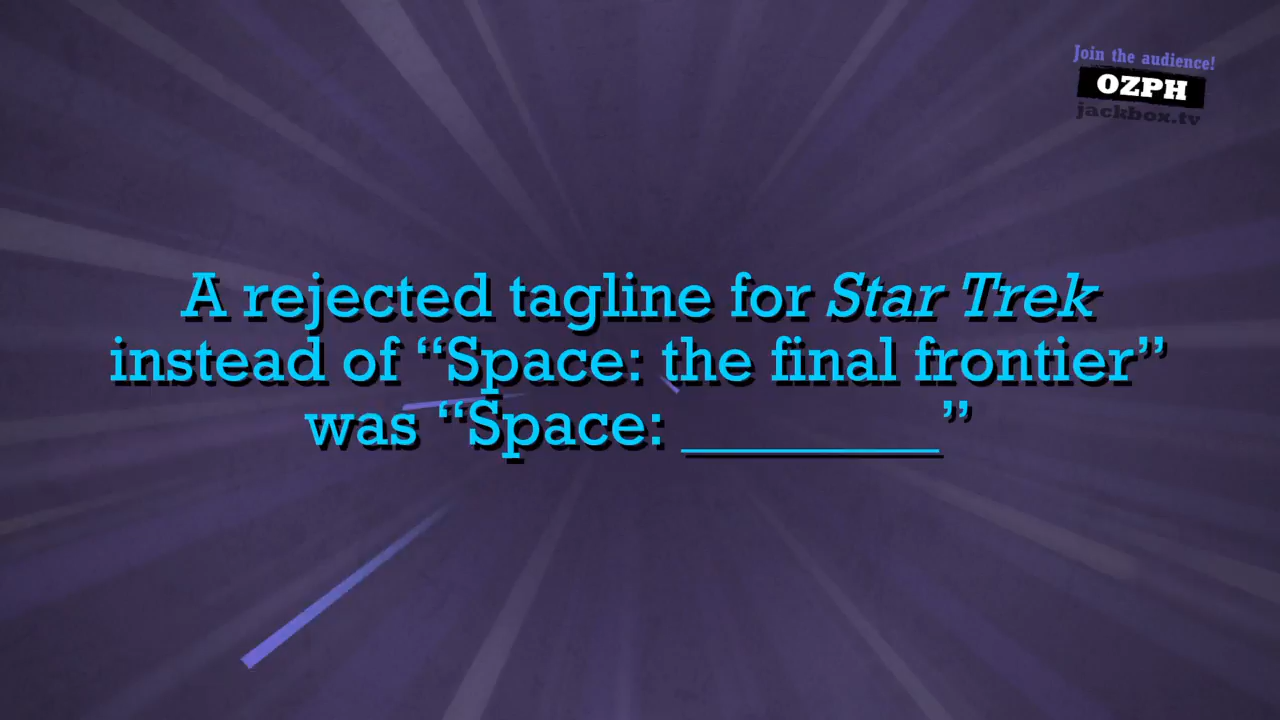 Join the audience!
OZPH
jackbox.tv
A rejected tagline for Star Trek
instead of “Space: the final frontier”
was “Space: _________”